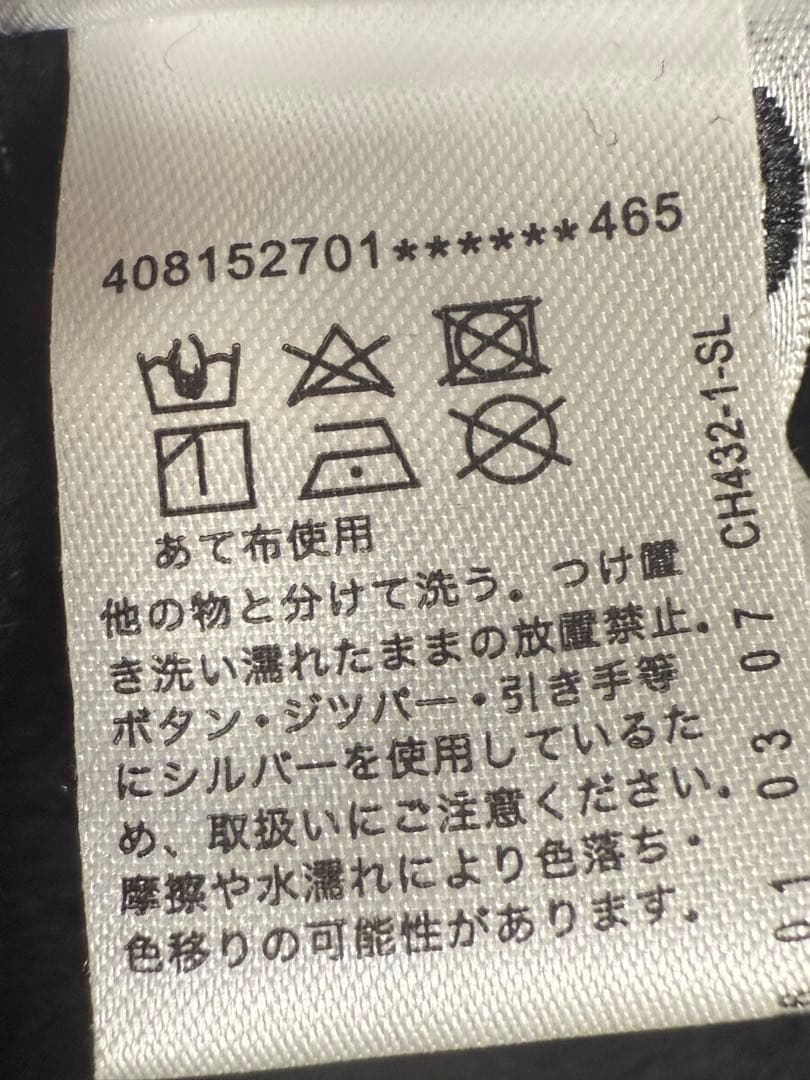 408152701******465
あて布使用
他の物と分けて洗う。つけ置
き洗い濡れたままの放置禁止。
ボタン・ジツパー・引き手等
にシルバーを使用しているた
め、取扱いにご注意ください。
摩擦や水濡れにより色落ち・
色移りの可能性があります。
CH432-1-SL
01 03 07